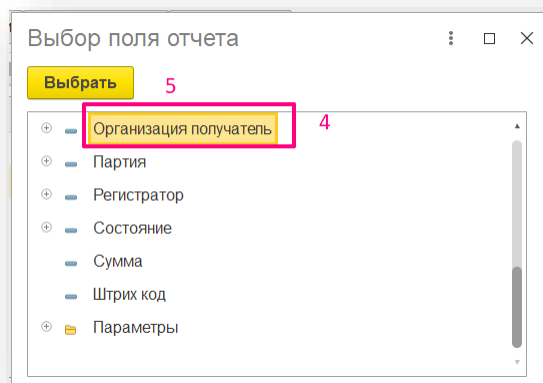 Выбор поля отчета
Выбрать
5
Организация получатель
4
Партия
Регистратор
Состояние
Сумма
Штрих код
Параметры